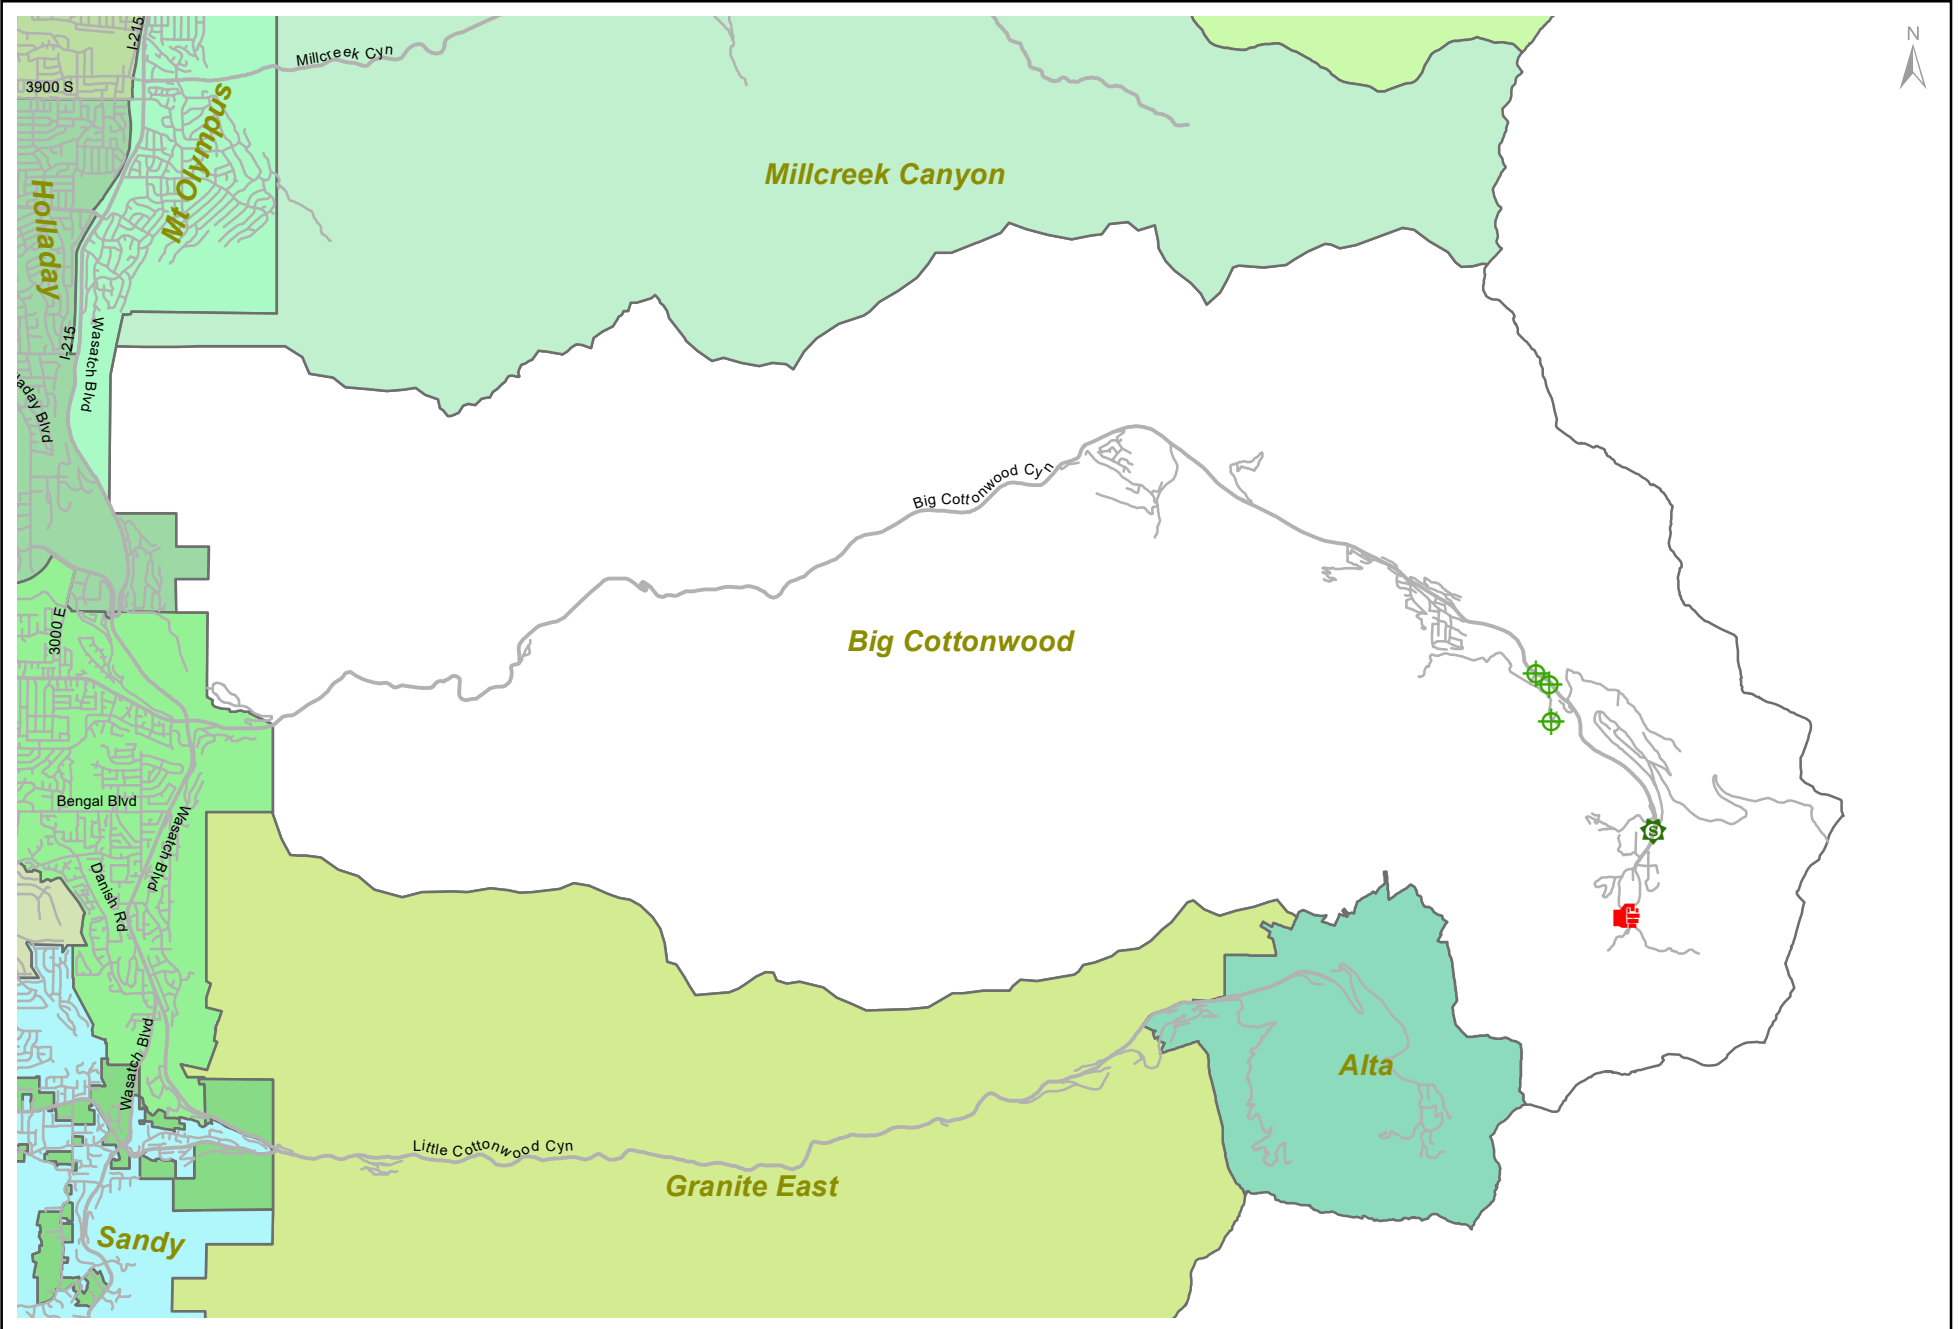 I-215
Millcreek Cyn
N
3900 S
Mt Olympus
Millcreek Canyon
Holladay
I-215
Wasatch Blvd
aday Blvd
Big Cottonwood Cyn
3000 E
Big Cottonwood
Bengal Blvd
Wasatch Blvd
S
Danish Rd
Wasatch Blvd
Alta
Little Cottonwood Cyn
Granite East
Sandy